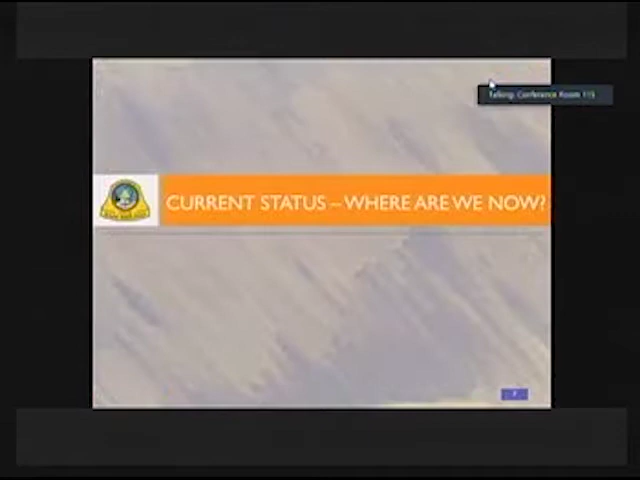 Talking: Conference Room 115
CURRENT STATUS – WHERE ARE WE NOW?